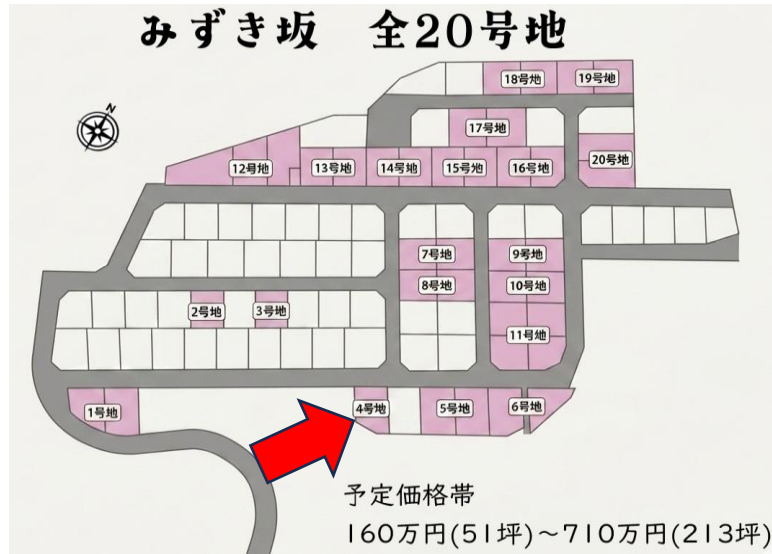 みずき坂 全20号地
N
18号地
19号地
17号地
12号地
13号地
14号地
15号地
16号地
20号地
7号地
9号地
8号地
10号地
2号地
3号地
11号地
1号地
4号地
5号地
6号地
予定価格帯
160万円(51坪)~710万円(213坪)